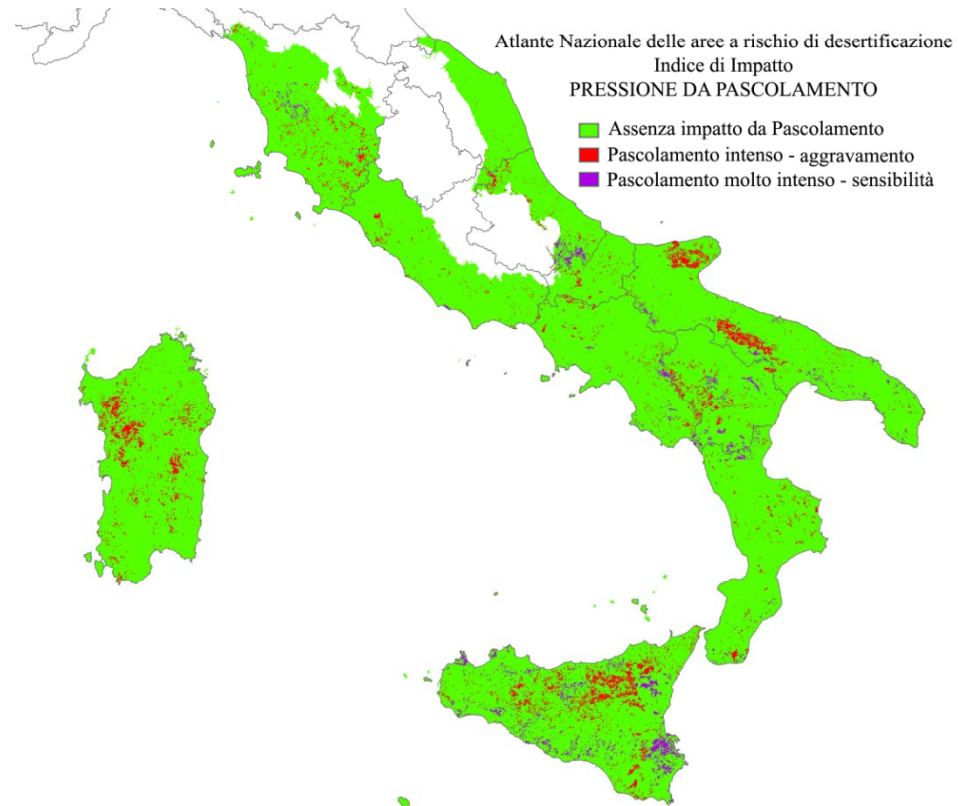 Atlante Nazionale delle aree a rischio di desertificazione
Indice di Impatto
PRESSIONE DA PASCOLAMENTO
Assenza impatto da Pascolamento
Pascolamento intenso - aggravamento
Pascolamento molto intenso - sensibilità